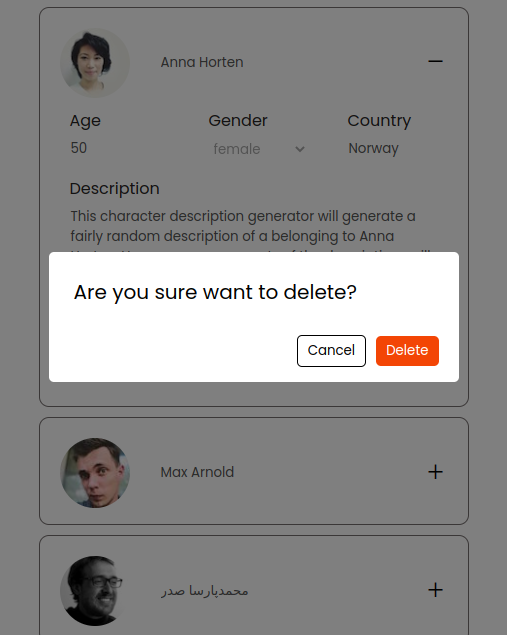 Anna Horten
Age Gender Country
50 female Norway
Description
This character description generator will generate a
fairly random description of a belonging to Anna
Are you sure want to delete?
Cancel Delete
Max Arnold
محمدپارسا صدر